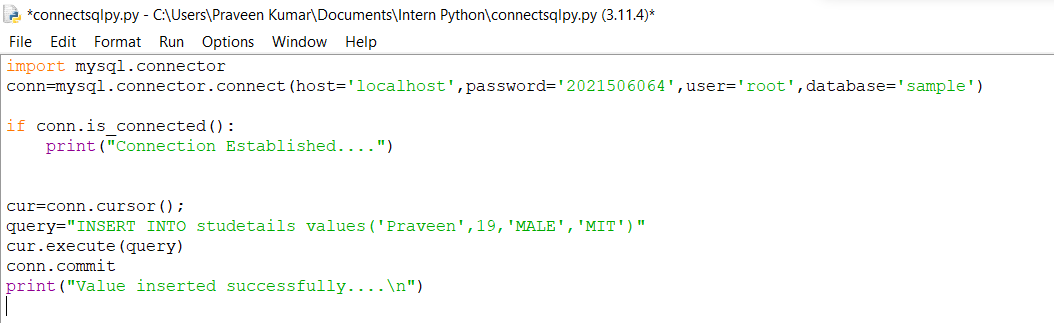 *connectsqlpy.py - C:\Users\Praveen Kumar\Documents\Intern Python\connectsqlpy.py (3.11.4)*
File Edit Format Run Options Window Help
import mysql.connector
conn=mysql.connector.connect(host='localhost',password='2021506064',user='root',database='sample')
if conn.is_connected():
    print("Connection Established....")
cur=conn.cursor();
query="INSERT INTO studetails values('Praveen',19,'MALE','MIT')"
cur.execute(query)
conn.commit
print("Value inserted successfully....\n")